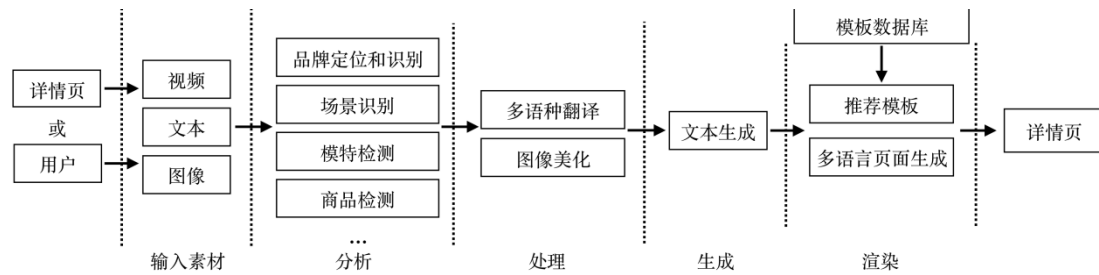 详情页
或
用户
视频
文本
图像
输入素材
品牌定位和识别
场景识别
模特检测
商品检测
...
分析
多语种翻译
图像美化
处理
文本生成
生成
模板数据库
推荐模板
多语言页面生成
渲染
详情页